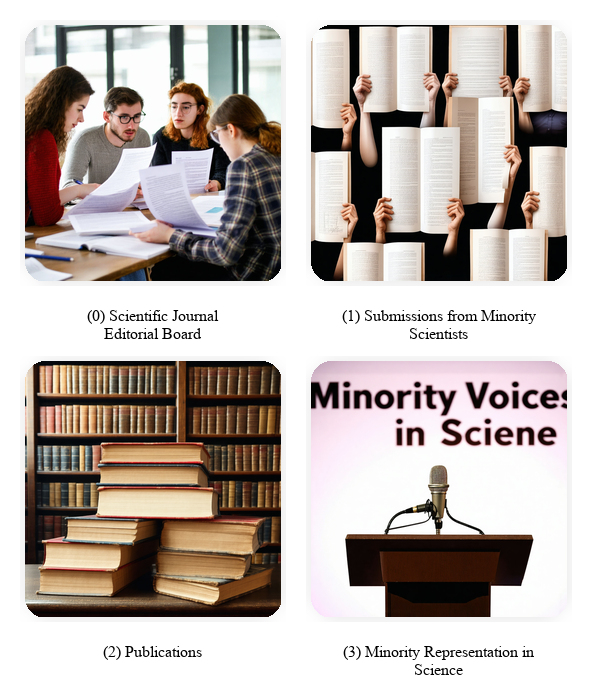 (0) Scientific Journal
Editorial Board
(1) Submissions from Minority
Scientists
(2) Publications
Minority Voices
in Sciene
(3) Minority Representation in
Science